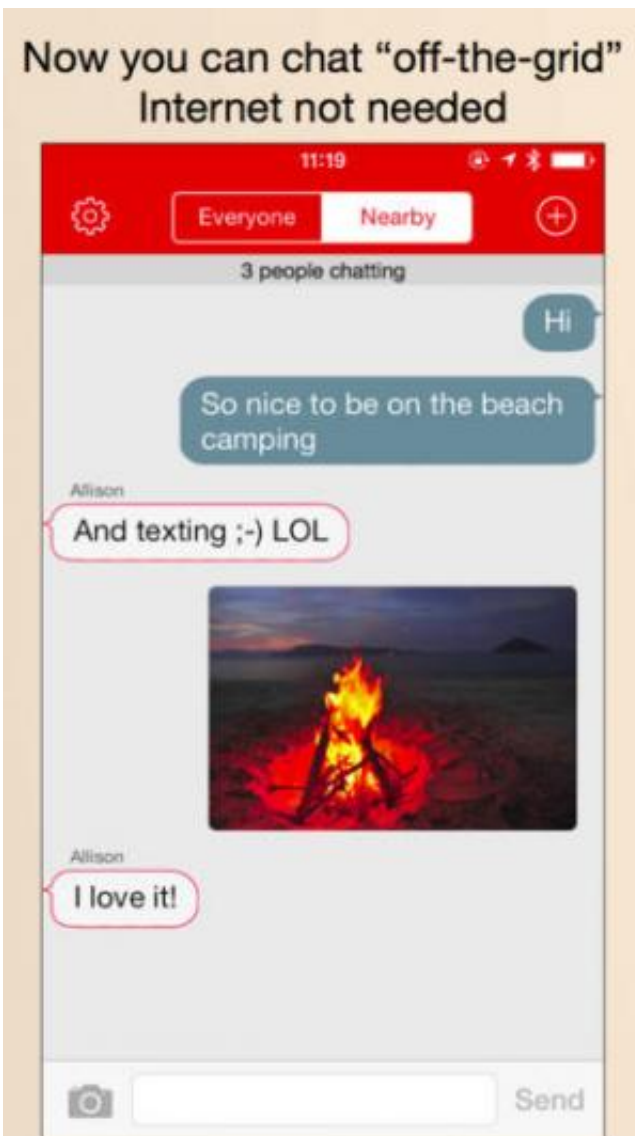 Now you can chat “off-the-grid”
Internet not needed
11:19
Everyone
Nearby
3 people chatting
Hi
So nice to be on the beach
camping
Allison
And texting ;-) LOL
Allison
I love it!
Send